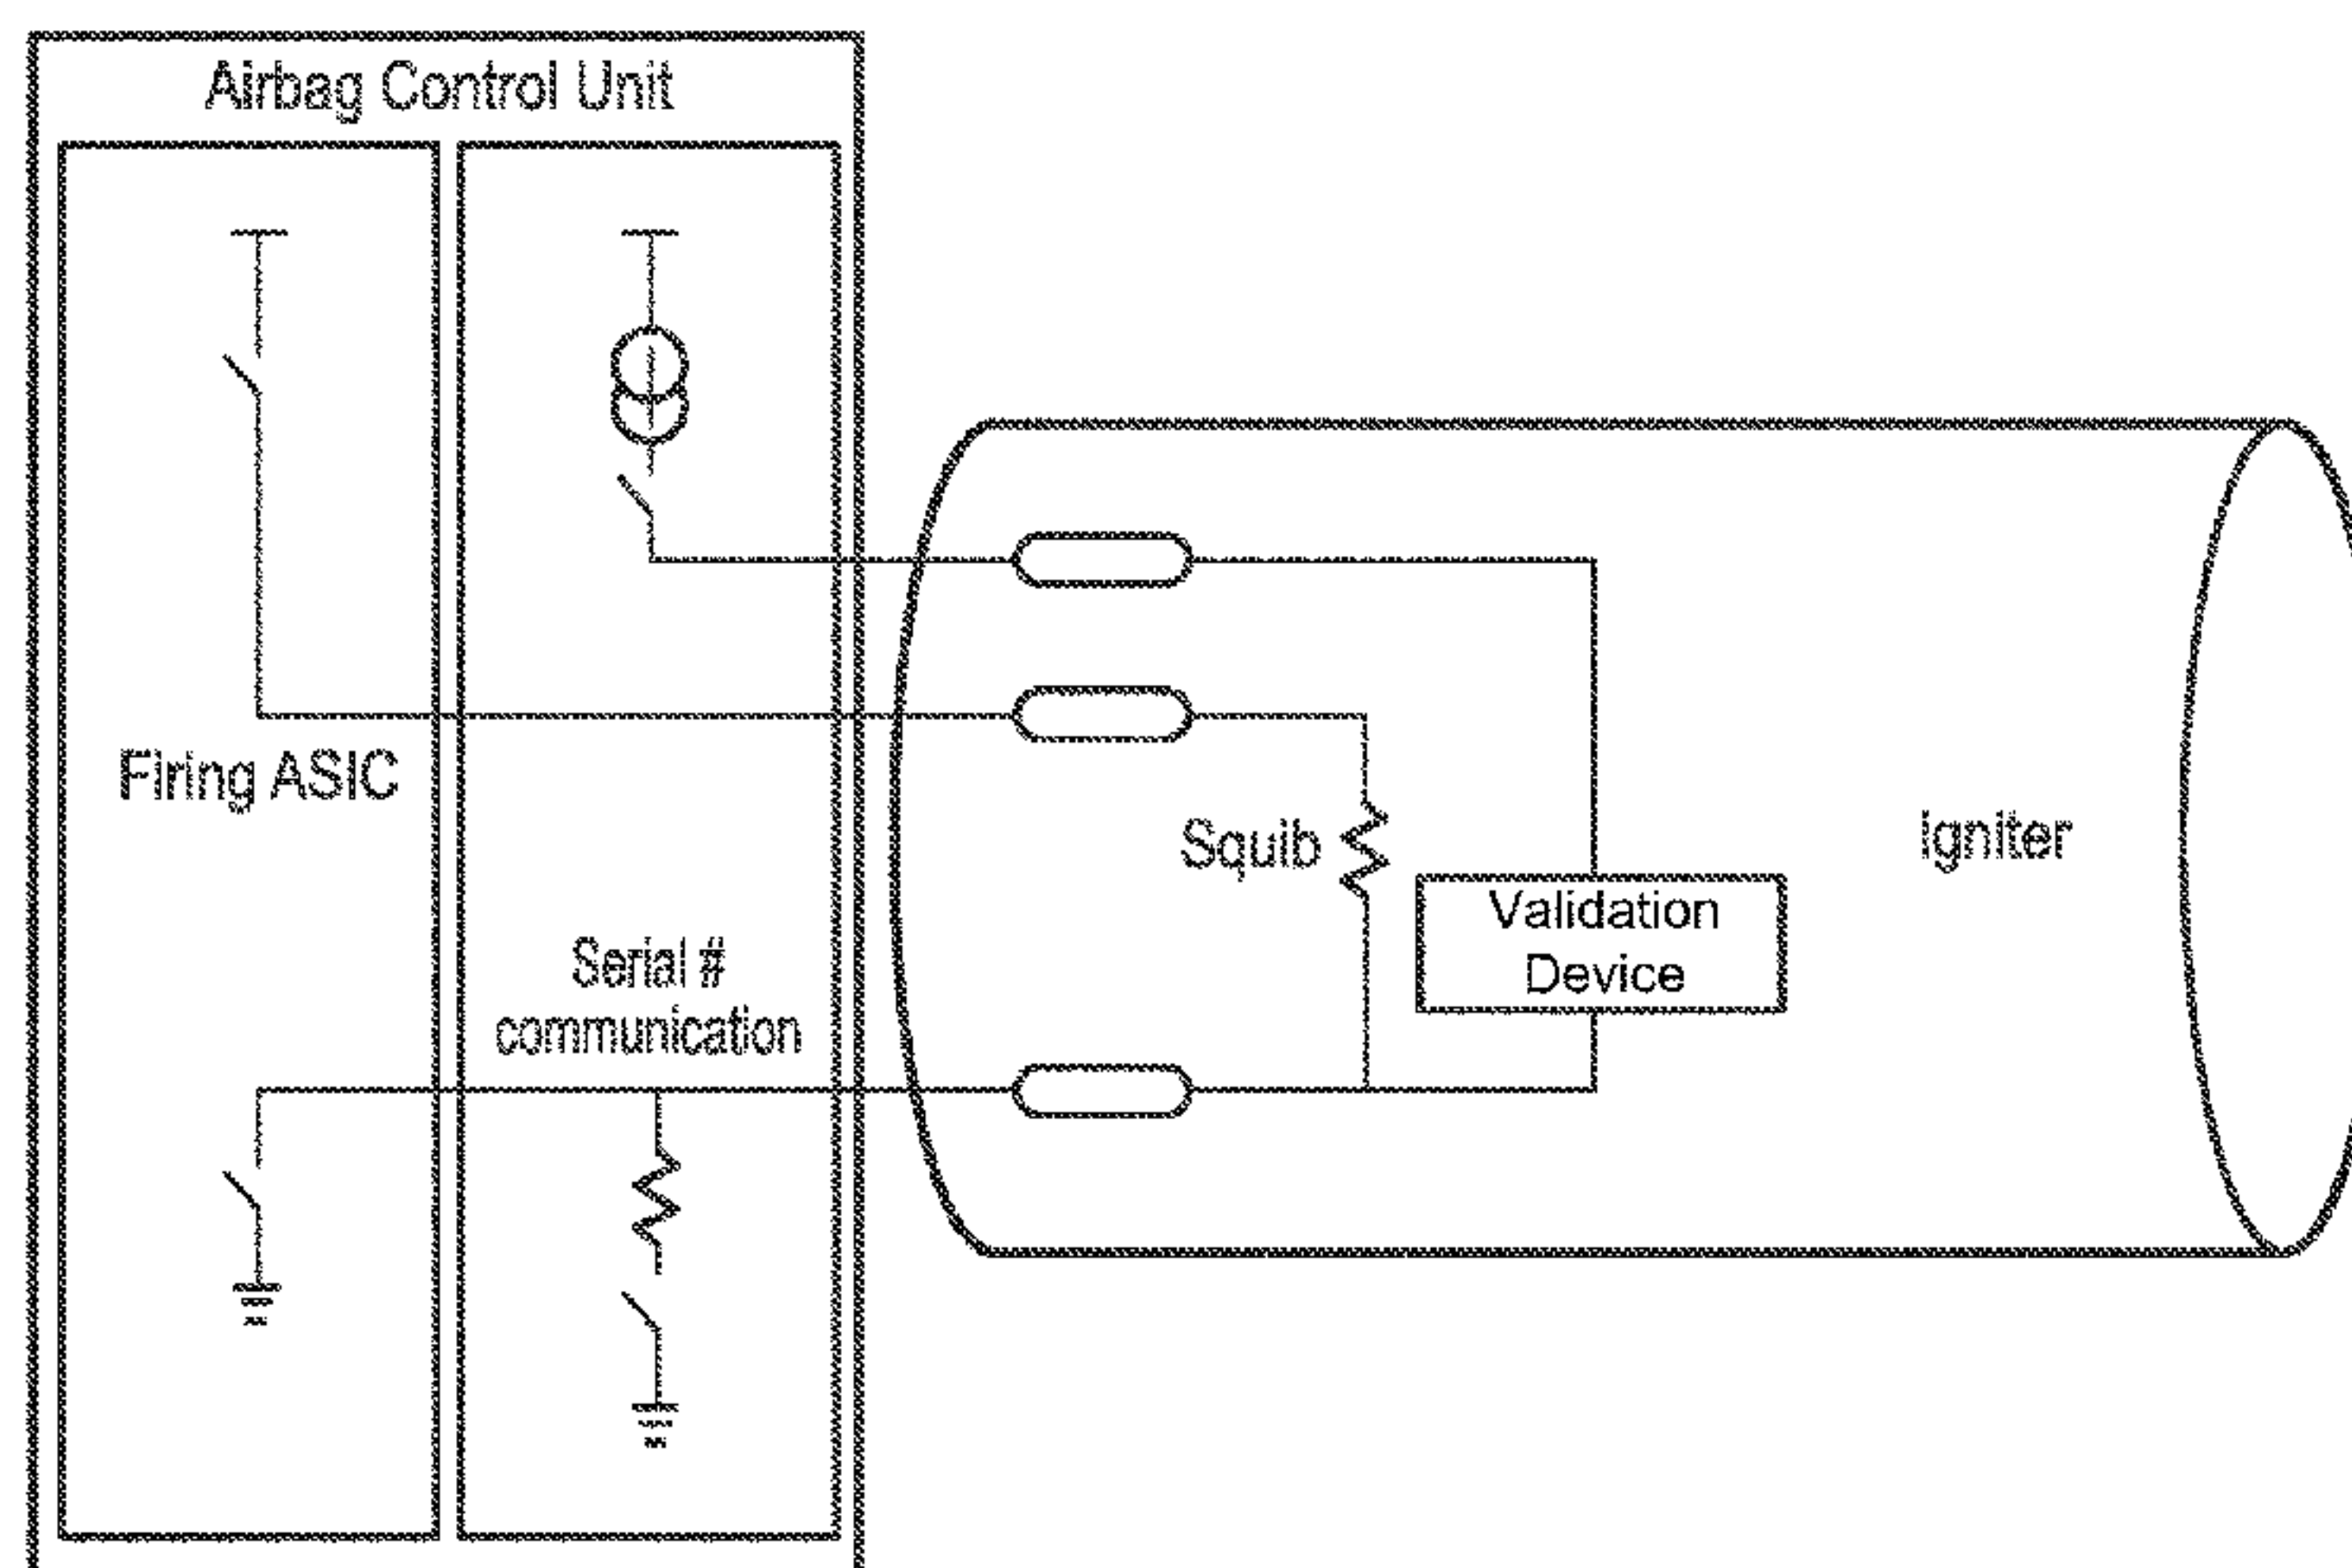 Airbag Control Unit
Firing ASIC
Serial #
communication
Squib
Validation
Device
Igniter